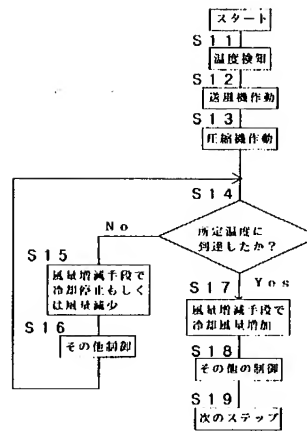 スタート
S11
温度検知
S12
送風機作動
S13
圧縮機作動
S14
所定温度に
到達したか?
No
Yes
S15
風量増減手段で
冷却停止もしく
は風量減少
S16
その他制御
S17
風量増減手段で
冷却風量増加
S18
その他の制御
S19
次のステップ